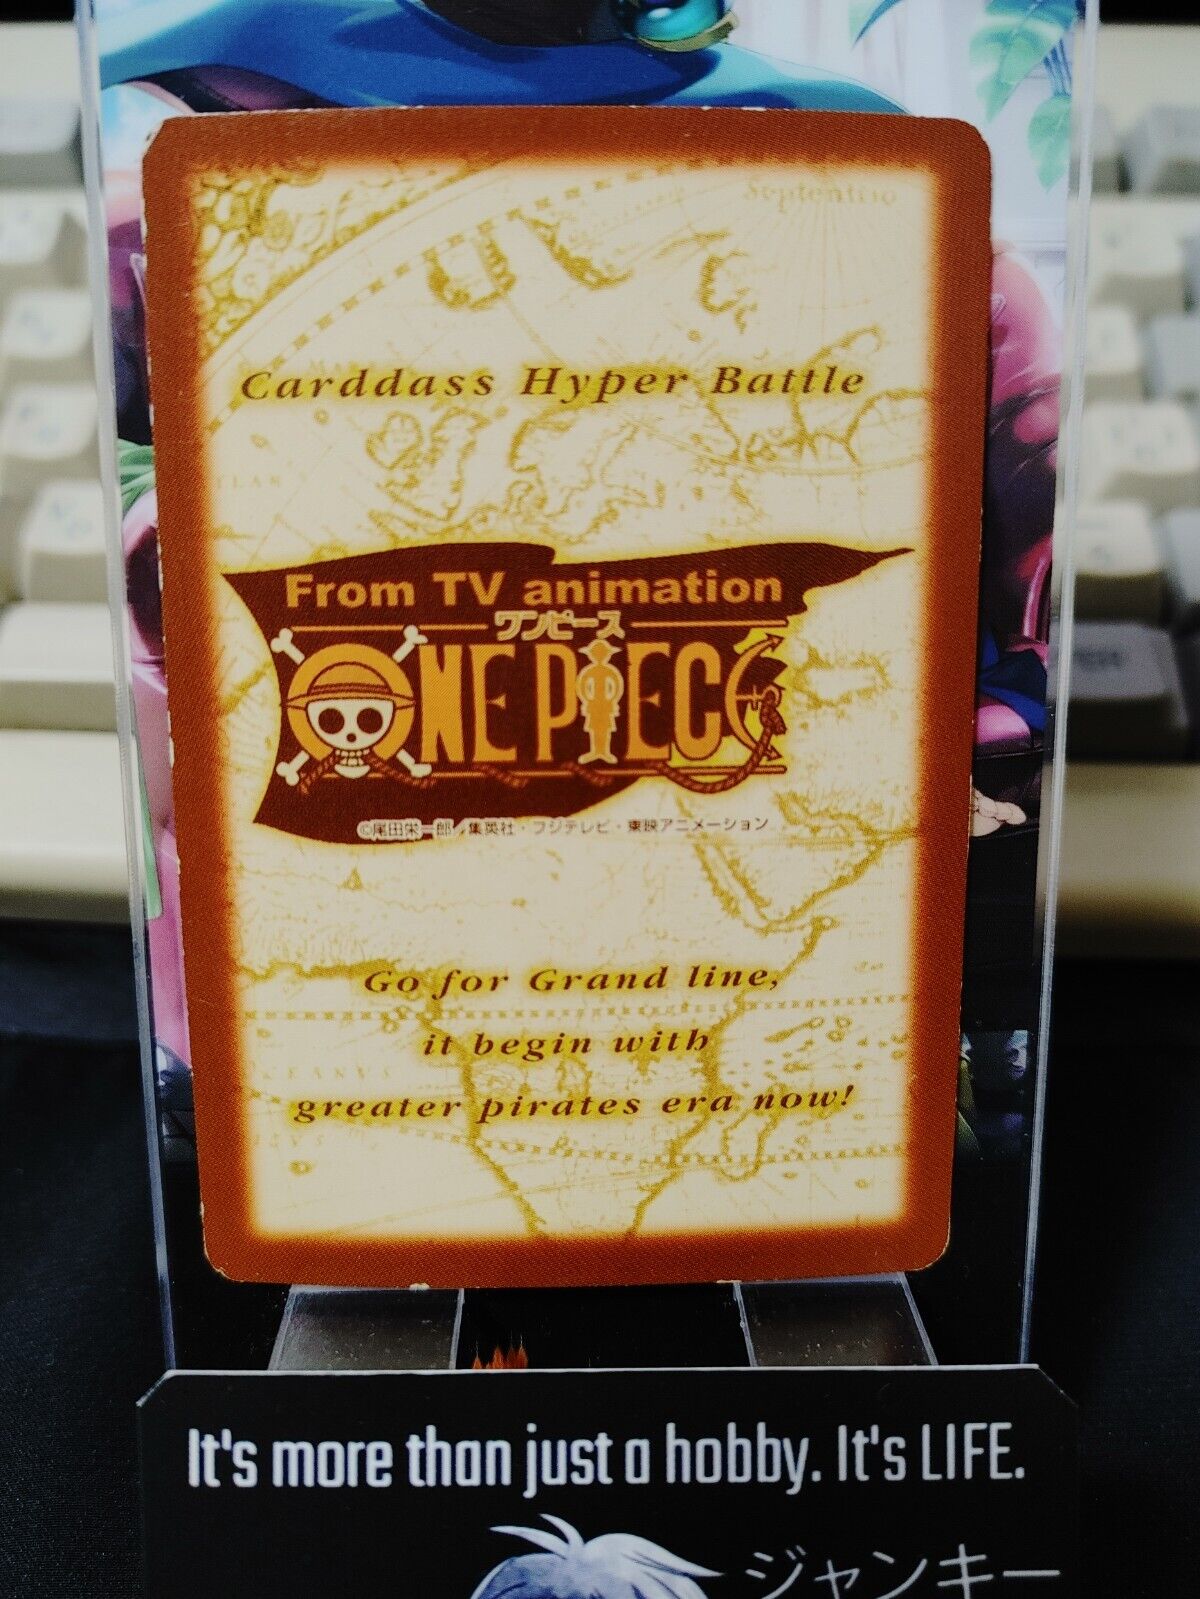 Septentrio
Carddass Hyper Battle
From TV animation
ワンピース
ONE PIECE
©尾田栄一郎／集英社・フジテレビ・東映アニメーション
Go for Grand line,
it begin with
greater pirates era now!
It's more than just a hobby. It's LIFE.
ジャンキー